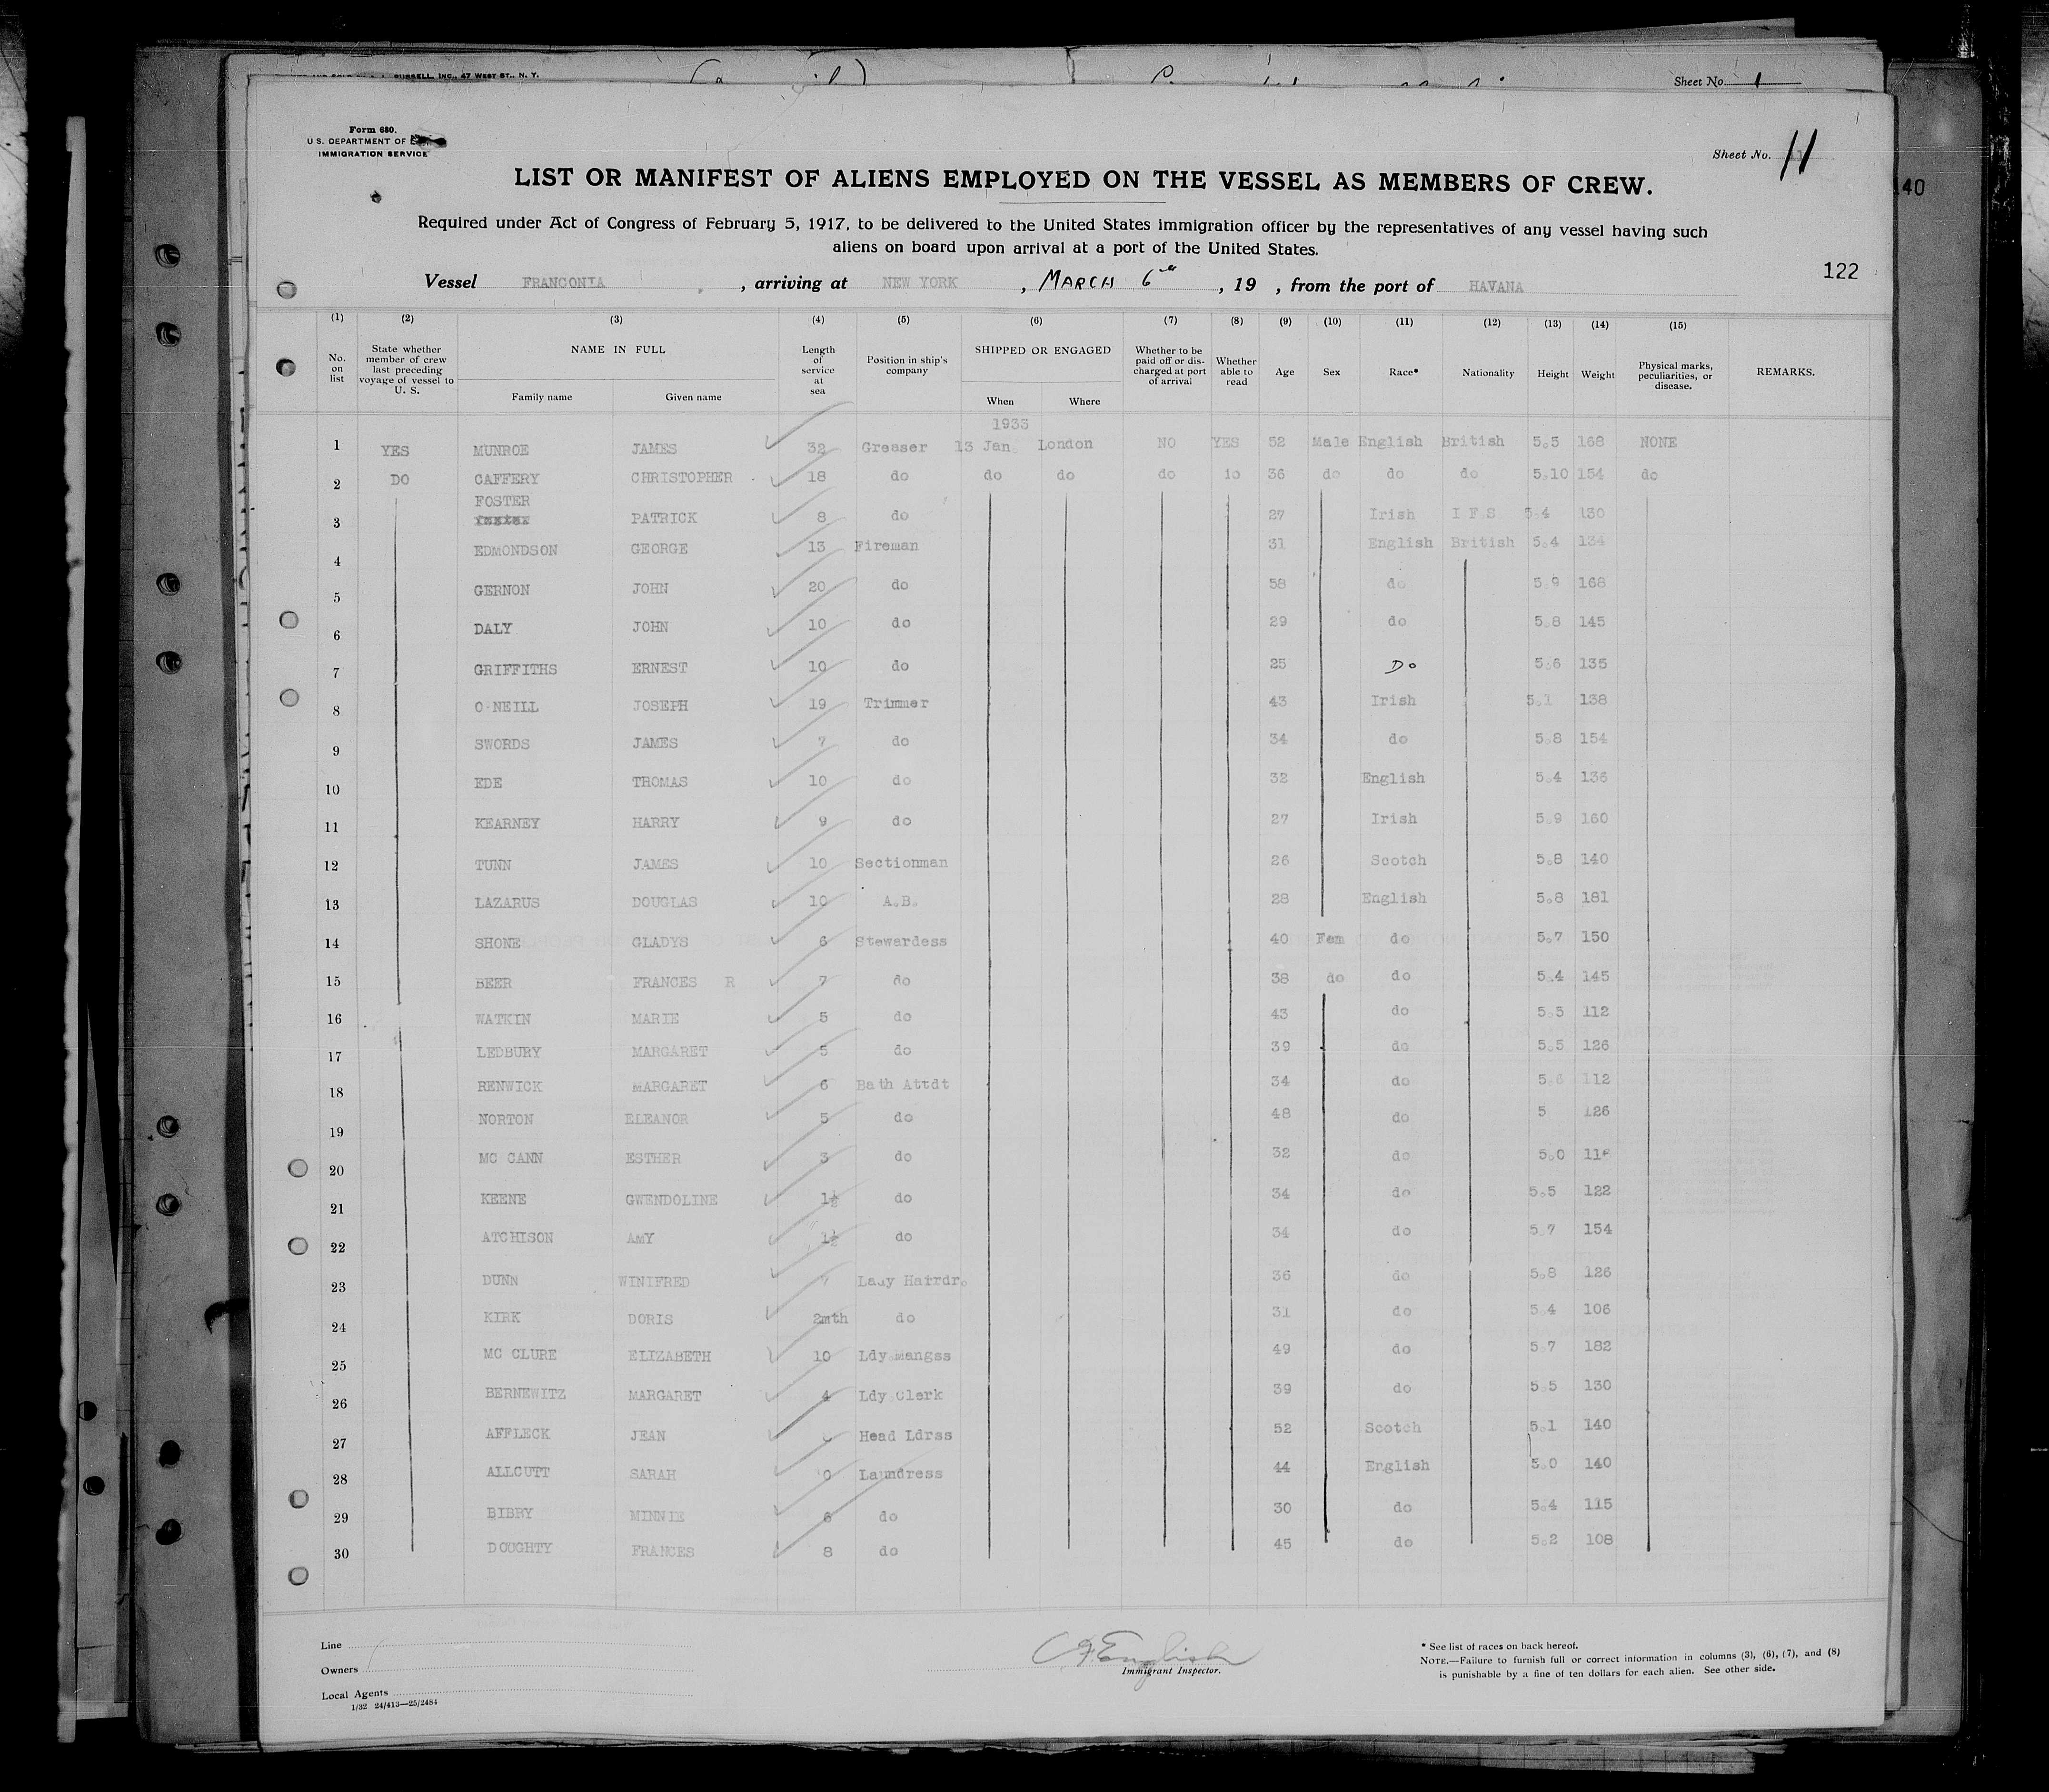 RUSSELL, INC., 47 WEST ST., N. Y.
Sheet No. 1
Form 680.
U. S. DEPARTMENT OF
IMMIGRATION SERVICE
Sheet No. 11
LIST OR MANIFEST OF ALIENS EMPLOYED ON THE VESSEL AS MEMBERS OF CREW.
40
Required under Act of Congress of February 5, 1917, to be delivered to the United States immigration officer by the representatives of any vessel having such
aliens on board upon arrival at a port of the United States.
122
Vessel FRANCONIA, arriving at NEW YORK, MARCH 6th, 19 , from the port of HAVANA
(1) (2) (3) (4) (5) (6) (7) (8) (9) (10) (11) (12) (13) (14) (15)
No. on list
State whether member of crew last preceding voyage of vessel to U. S.
NAME IN FULL
Family name
Given name
Length of service at sea
Position in ship's company
SHIPPED OR ENGAGED
When
Where
Whether to be paid off or discharged at port of arrival
Whether able to read
Age
Sex
Race*
Nationality
Height
Weight
Physical marks, peculiarities, or disease.
REMARKS.
1933
1 YES MUNROE JAMES 32 Greaser 13 Jan. London NO YES 52 Male English British 5.5 168 NONE
2 DO CAFFERY CHRISTOPHER 18 do do do do 36 do do do 5.10 154 do
3 FOSTER PATRICK 8 do 27 Irish I F S 5.4 130
4 EDMONDSON GEORGE 13 Fireman 31 English British 5.4 134
5 GERNON JOHN 20 do 58 do 5.9 168
6 DALY JOHN 10 do 29 do 5.8 145
7 GRIFFITHS ERNEST 10 do 25 Do 5.6 135
8 O-NEILL JOSEPH 19 Trimmer 43 Irish 5.1 138
9 SWORDS JAMES 7 do 34 do 5.8 154
10 EDE THOMAS 10 do 32 English 5.4 136
11 KEARNEY HARRY 9 do 27 Irish 5.9 160
12 TUNN JAMES 10 Sectionman 26 Scotch 5.8 140
13 LAZARUS DOUGLAS 10 A.B. 28 English 5.8 181
14 SHONE GLADYS 6 Stewardess 40 Fem do 5.7 150
15 BEER FRANCES R 7 do 38 do do 5.4 145
16 WATKIN MARIE 5 do 43 do 5.5 112
17 LEDBURY MARGARET 5 do 39 do 5.5 126
18 RENWICK MARGARET 6 Bath Attdt 34 do 112
19 NORTON ELEANOR 5 do 48 do 5 126
20 MC CANN ESTHER 3 do 32 do 5.0
21 KEENE GWENDOLINE 1½ do 34 do 5.5 122
22 ATCHISON AMY 1½ do 34 do 5.7 154
23 DUNN WINIFRED 7 Lady Hairdr. 36 do 5.8 126
24 KIRK DORIS 2mth do 31 do 5.4 106
25 MC CLURE ELIZABETH 10 Ldy.mangss 49 do 5.7 182
26 BERNEWITZ MARGARET 4 Ldy.Clerk 39 do 5.5 130
27 AFFLECK JEAN Head Ldrss 52 Scotch 5.1 140
28 ALLCUTT SARAH Laundress 44 English 5.0 140
29 BIBRY MINNIE 6 do 30 do 5.4 115
30 DOUGHTY FRANCES 8 do 45 do 5.2 108
Line
Owners
Local Agents
1/32 24/413—25/2484
English
Immigrant Inspector.
* See list of races on back hereof.
NOTE.—Failure to furnish full or correct information in columns (3), (6), (7), and (8)
is punishable by a fine of ten dollars for each alien. See other side.